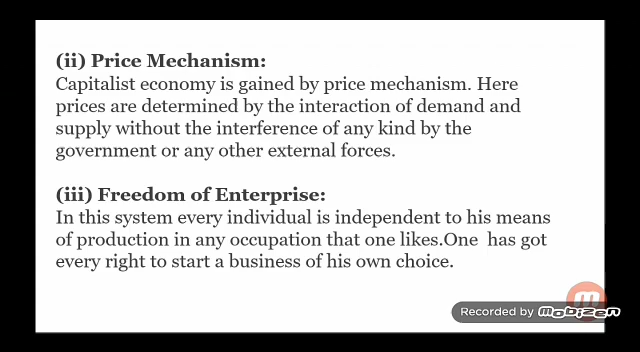 (ii) Price Mechanism:
Capitalist economy is gained by price mechanism. Here
prices are determined by the interaction of demand and
supply without the interference of any kind by the
government or any other external forces.
(iii) Freedom of Enterprise:
In this system every individual is independent to his means
of production in any occupation that one likes.One  has got
every right to start a business of his own choice.
Recorded by Mobizen